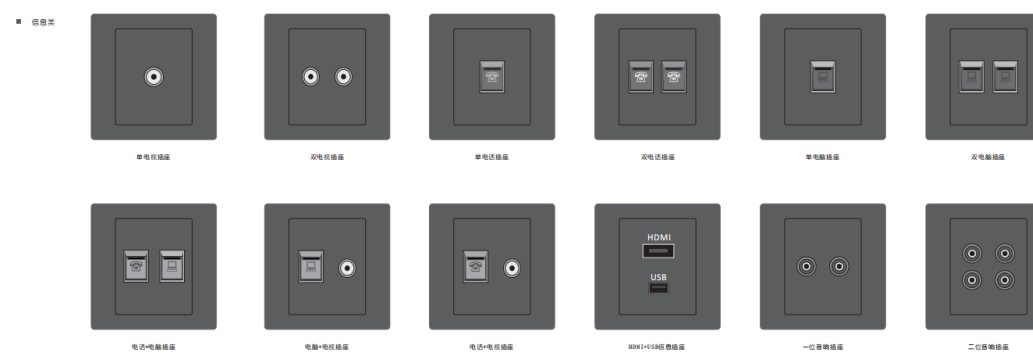 ■ 信息类
单电视插座
双电视插座
单电话插座
双电话插座
单电脑插座
双电脑插座
HDMI
USB
电话+电脑插座
电脑+电视插座
电话+电视插座
HDMI+USB信息插座
一位音响插座
二位音响插座